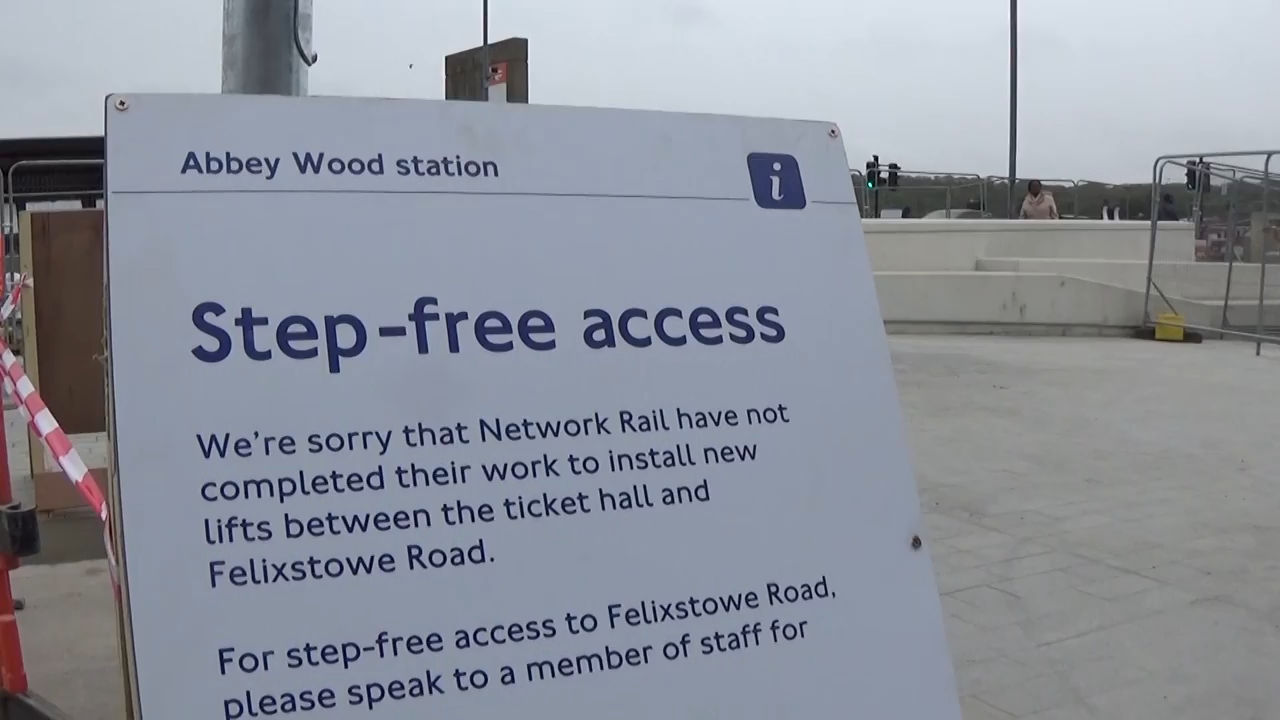 Abbey Wood station
i
Step-free access
We're sorry that Network Rail have not
completed their work to install new
lifts between the ticket hall and
Felixstowe Road.
For step-free access to Felixstowe Road,
please speak to a member of staff for